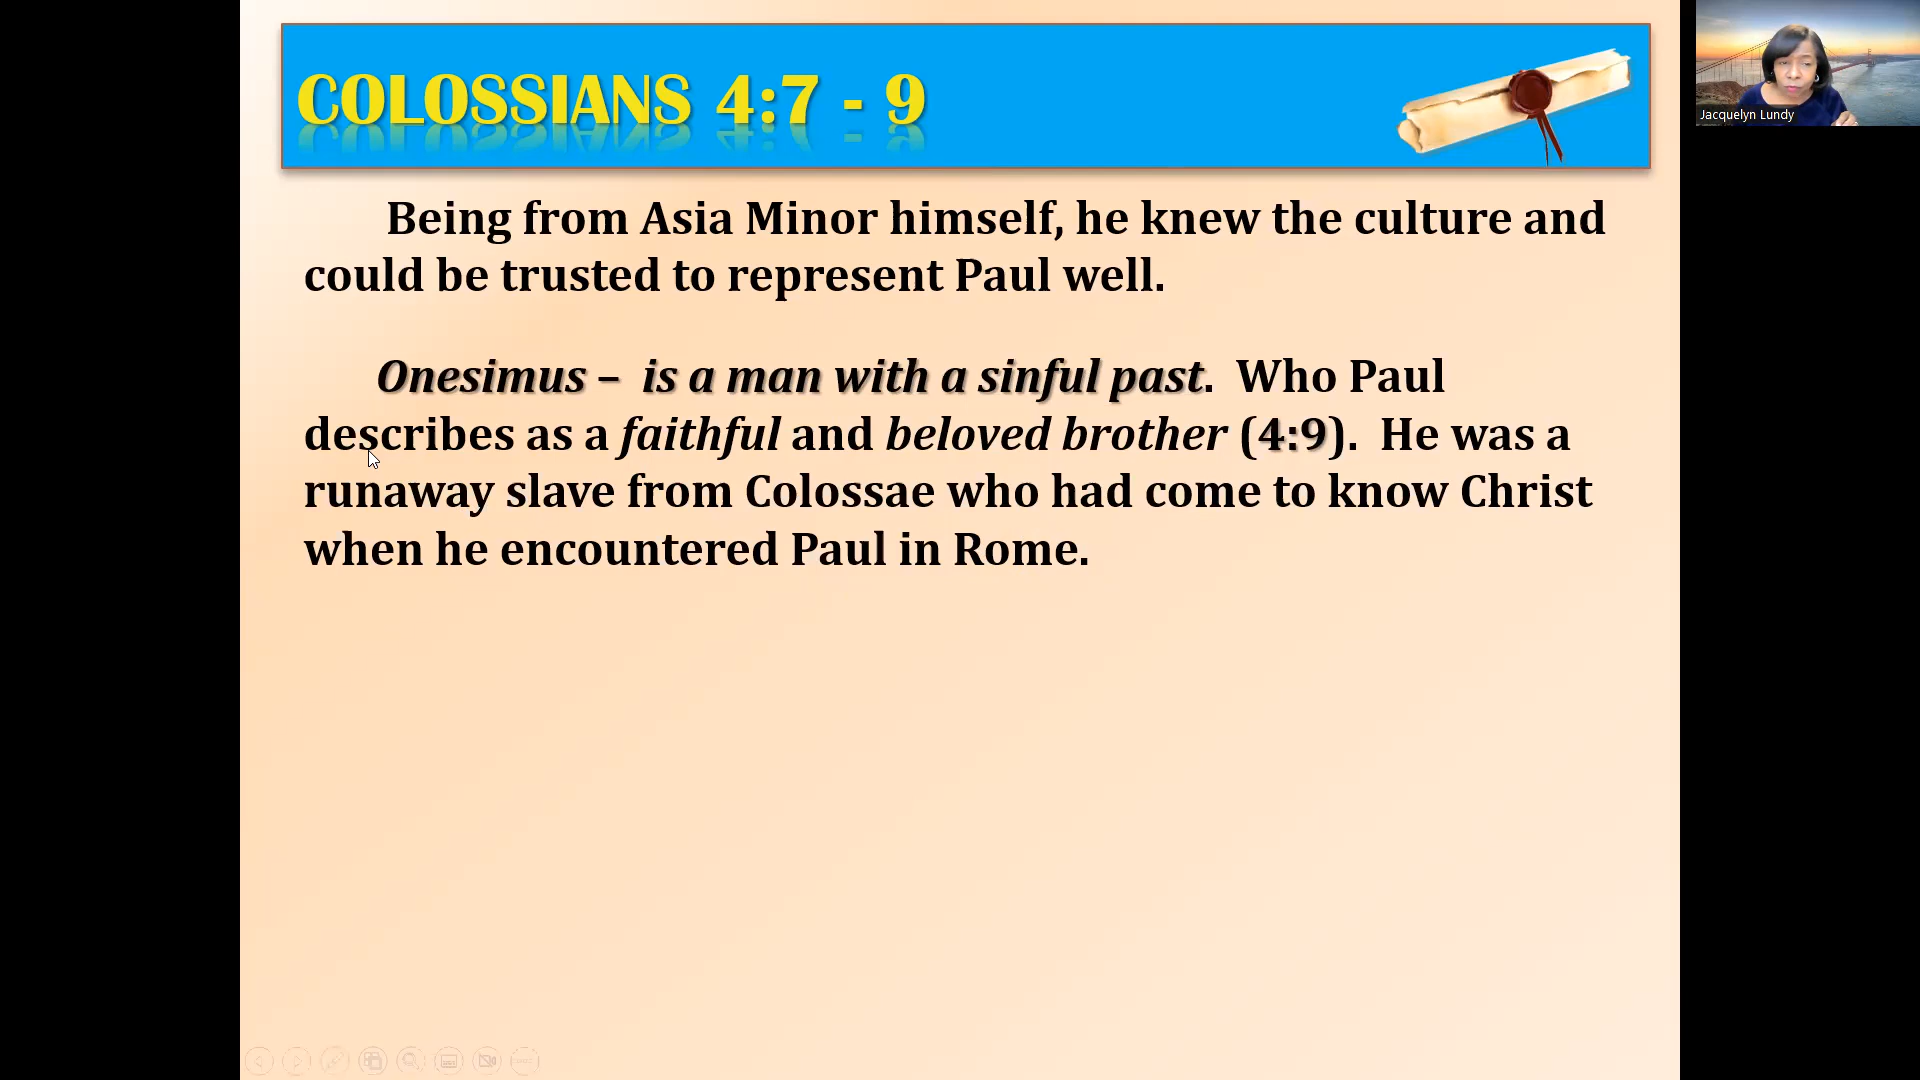 COLOSSIANS 4:7 - 9
Jacquelyn Lundy
Being from Asia Minor himself, he knew the culture and
could be trusted to represent Paul well.
Onesimus – is a man with a sinful past. Who Paul
describes as a faithful and beloved brother (4:9). He was a
runaway slave from Colossae who had come to know Christ
when he encountered Paul in Rome.